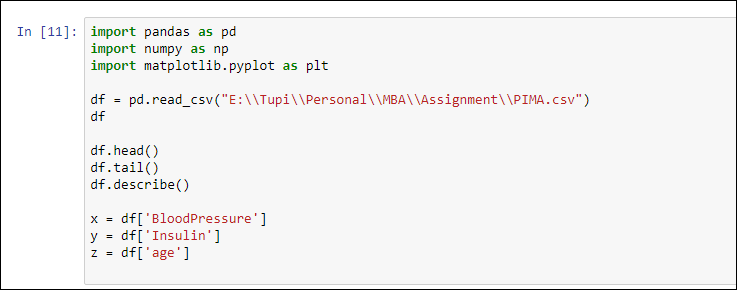 In [11]: import pandas as pd
import numpy as np
import matplotlib.pyplot as plt
df = pd.read_csv("E:\\Tupi\\Personal\\MBA\\Assignment\\PIMA.csv")
df
df.head()
df.tail()
df.describe()
x = df['BloodPressure']
y = df['Insulin']
z = df['age']